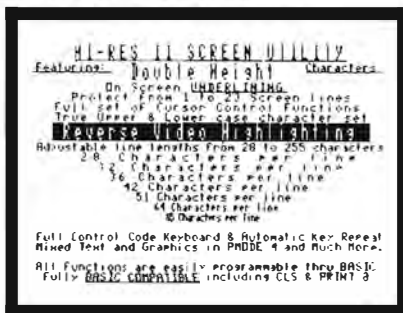 HI-RES II SCREEN UTILITY
Featuring: Double Height Characters
On Screen UNDERLINING
Protect from 1 to 23 Screen lines
Full set of Cursor Control Functions
True Upper & Lower case character set
Reverse Video Highlighting
Adjustable line lengths from 28 to 255 characters
28 Characters per line
32 Characters per line
36 Characters per line
42 Characters per line
51 Characters per line
64 Characters per line
85 Characters per line
Full Control Code Keyboard & Automatic Key Repeat
Mixed Text and Graphics in PMODE 4 and Much More.
All Functions are easily programmable thru BASIC
Fully BASIC COMPATIBLE including CLS & PRINT @